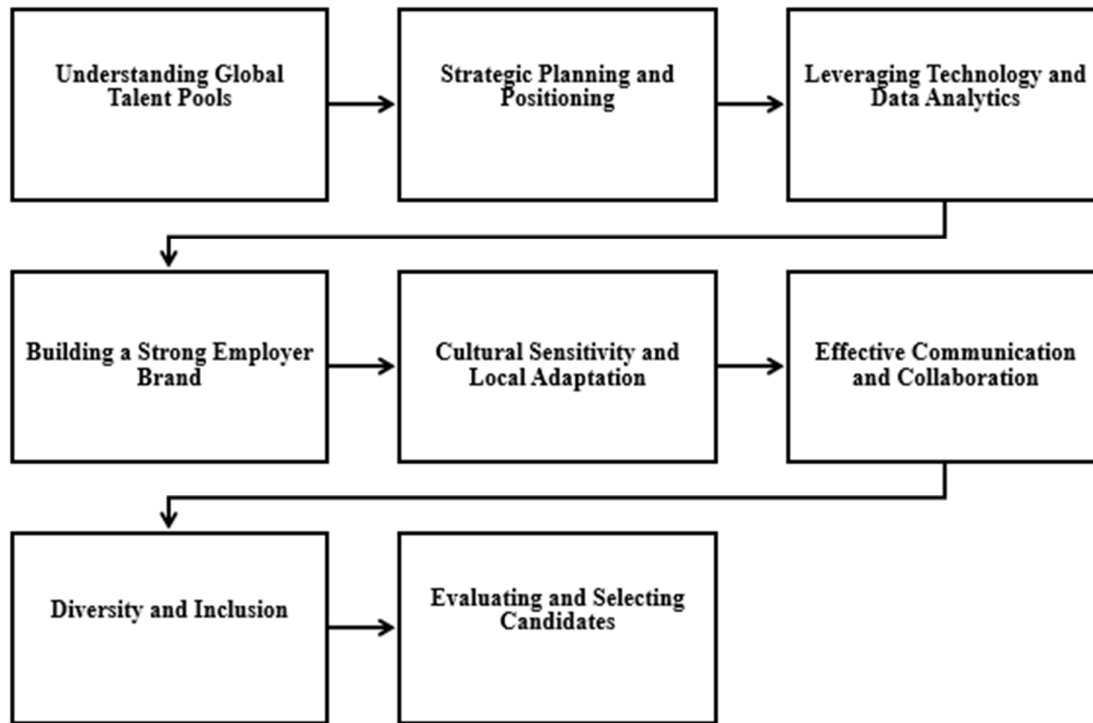 Understanding Global
Talent Pools
Strategic Planning and
Positioning
Leveraging Technology and
Data Analytics
Building a Strong Employer
Brand
Cultural Sensitivity and
Local Adaptation
Effective Communication
and Collaboration
Diversity and Inclusion
Evaluating and Selecting
Candidates